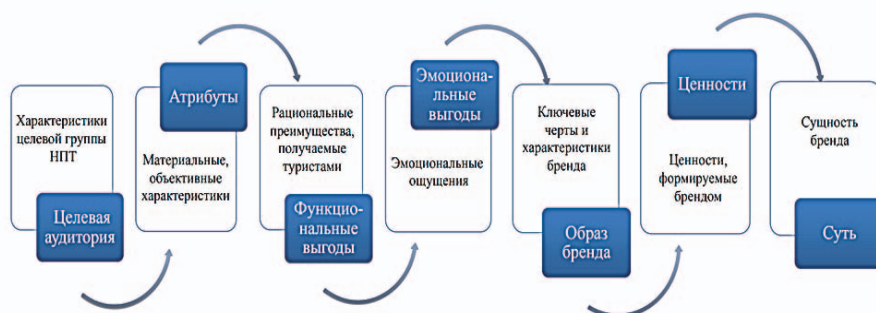 Характеристики
целевой группы
НПТ
Целевая
аудитория
Атрибуты
Материальные,
объективные
характеристики
Рациональные
преимущества,
получаемые
туристами
Функцио-
нальные
выгоды
Эмоциона-
льные
выгоды
Эмоциональные
ощущения
Ключевые
черты и
характеристики
бренда
Образ
бренда
Ценности
Ценности,
формируемые
брендом
Сущность
бренда
Суть